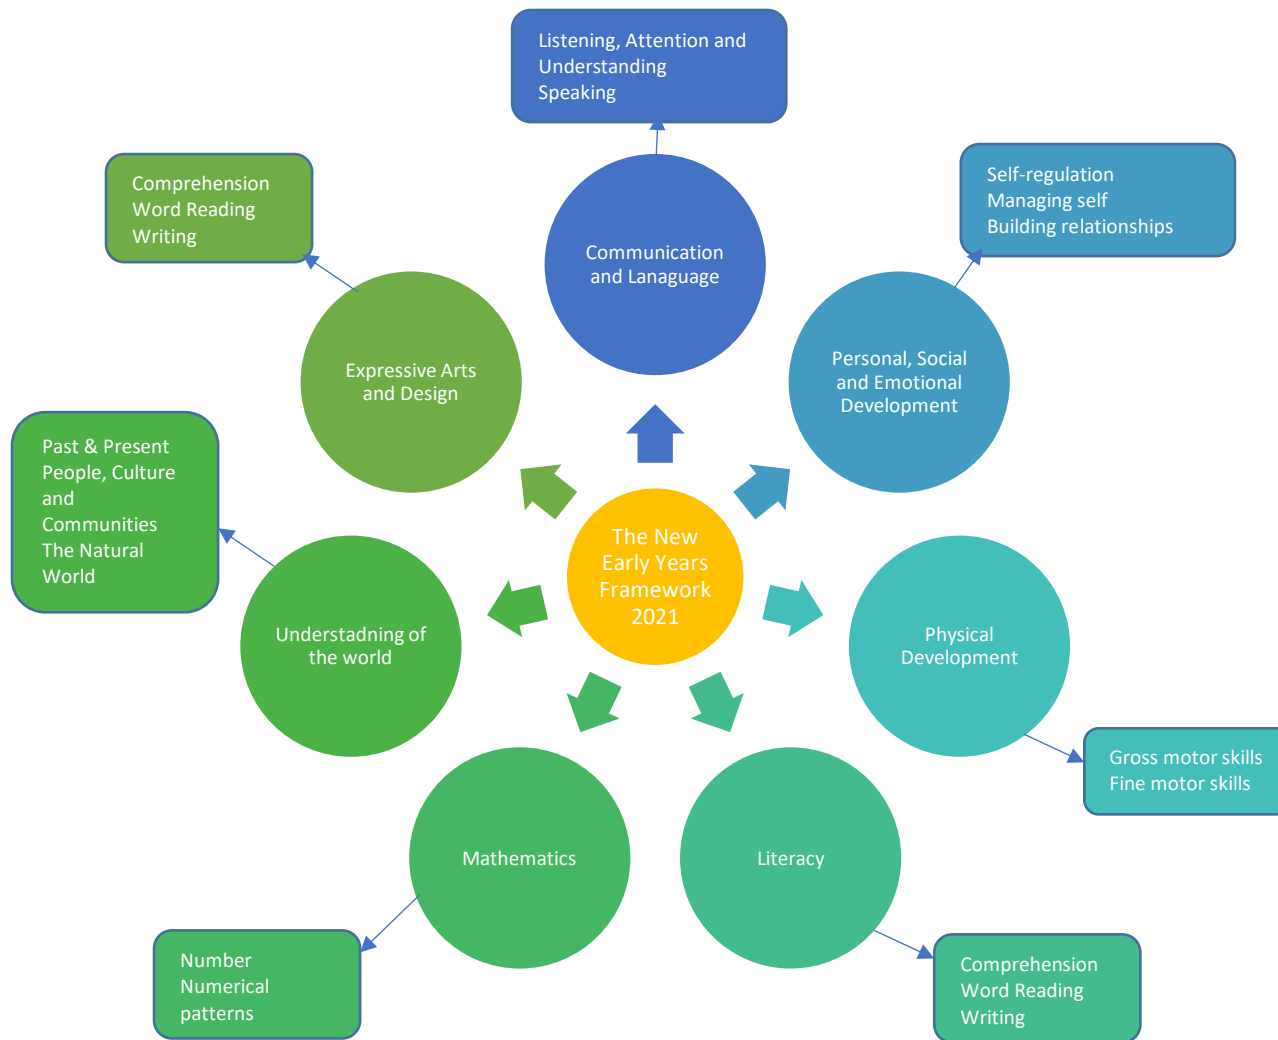 Listening, Attention and
Understanding
Speaking
Communication
and Lanaguage
Self-regulation
Managing self
Building relationships
Personal, Social
and Emotional
Development
Physical
Development
Gross motor skills
Fine motor skills
Literacy
Comprehension
Word Reading
Writing
Mathematics
Number
Numerical
patterns
Understadning of
the world
Past & Present
People, Culture
and
Communities
The Natural
World
Expressive Arts
and Design
Comprehension
Word Reading
Writing
The New
Early Years
Framework
2021